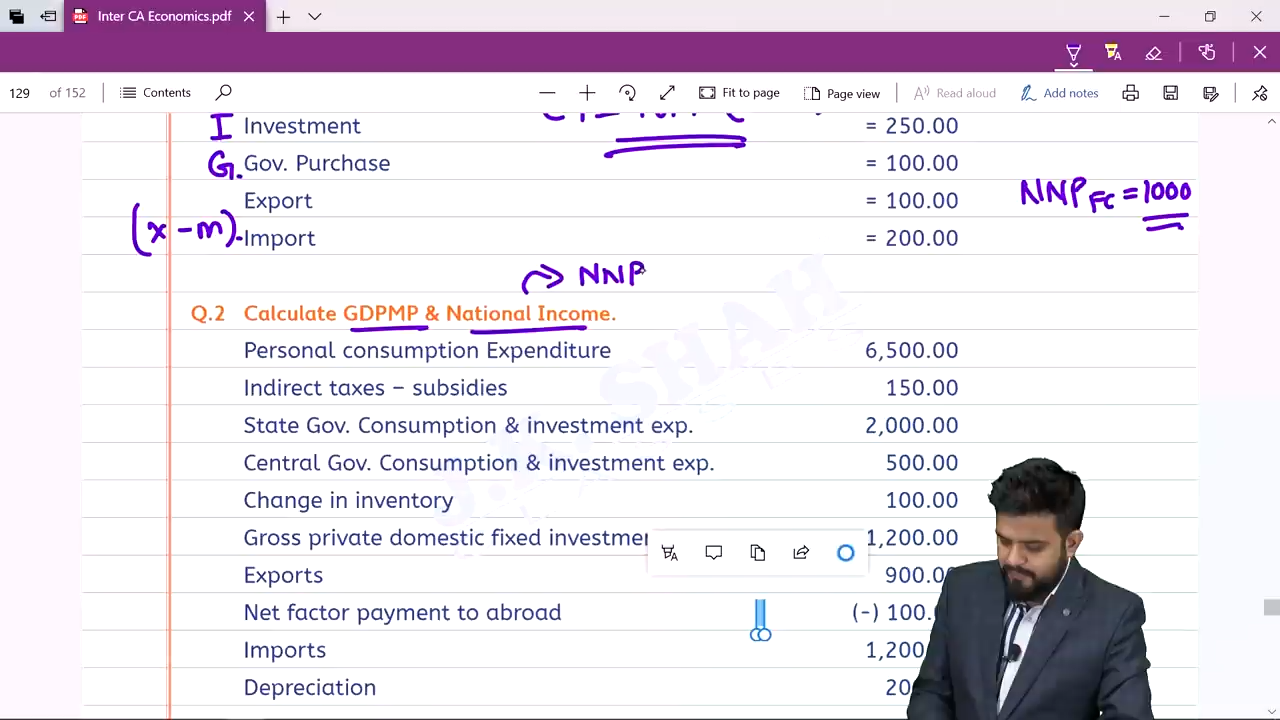 Inter CA Economics.pdf
129 of 152 Contents Fit to page Page view Read aloud Add notes
I Investment = 250.00
G. Gov. Purchase = 100.00
Export = 100.00
NNP FC = 1000
(x - m). Import = 200.00
NNP
Q.2 Calculate GDPMP & National Income.
Personal consumption Expenditure 6,500.00
Indirect taxes – subsidies 150.00
State Gov. Consumption & investment exp. 2,000.00
Central Gov. Consumption & investment exp. 500.00
Change in inventory 100.00
Gross private domestic fixed 1,200.00
Exports 900.
Net factor payment to abroad (-) 100.
Imports 1,200
Depreciation
SHAH